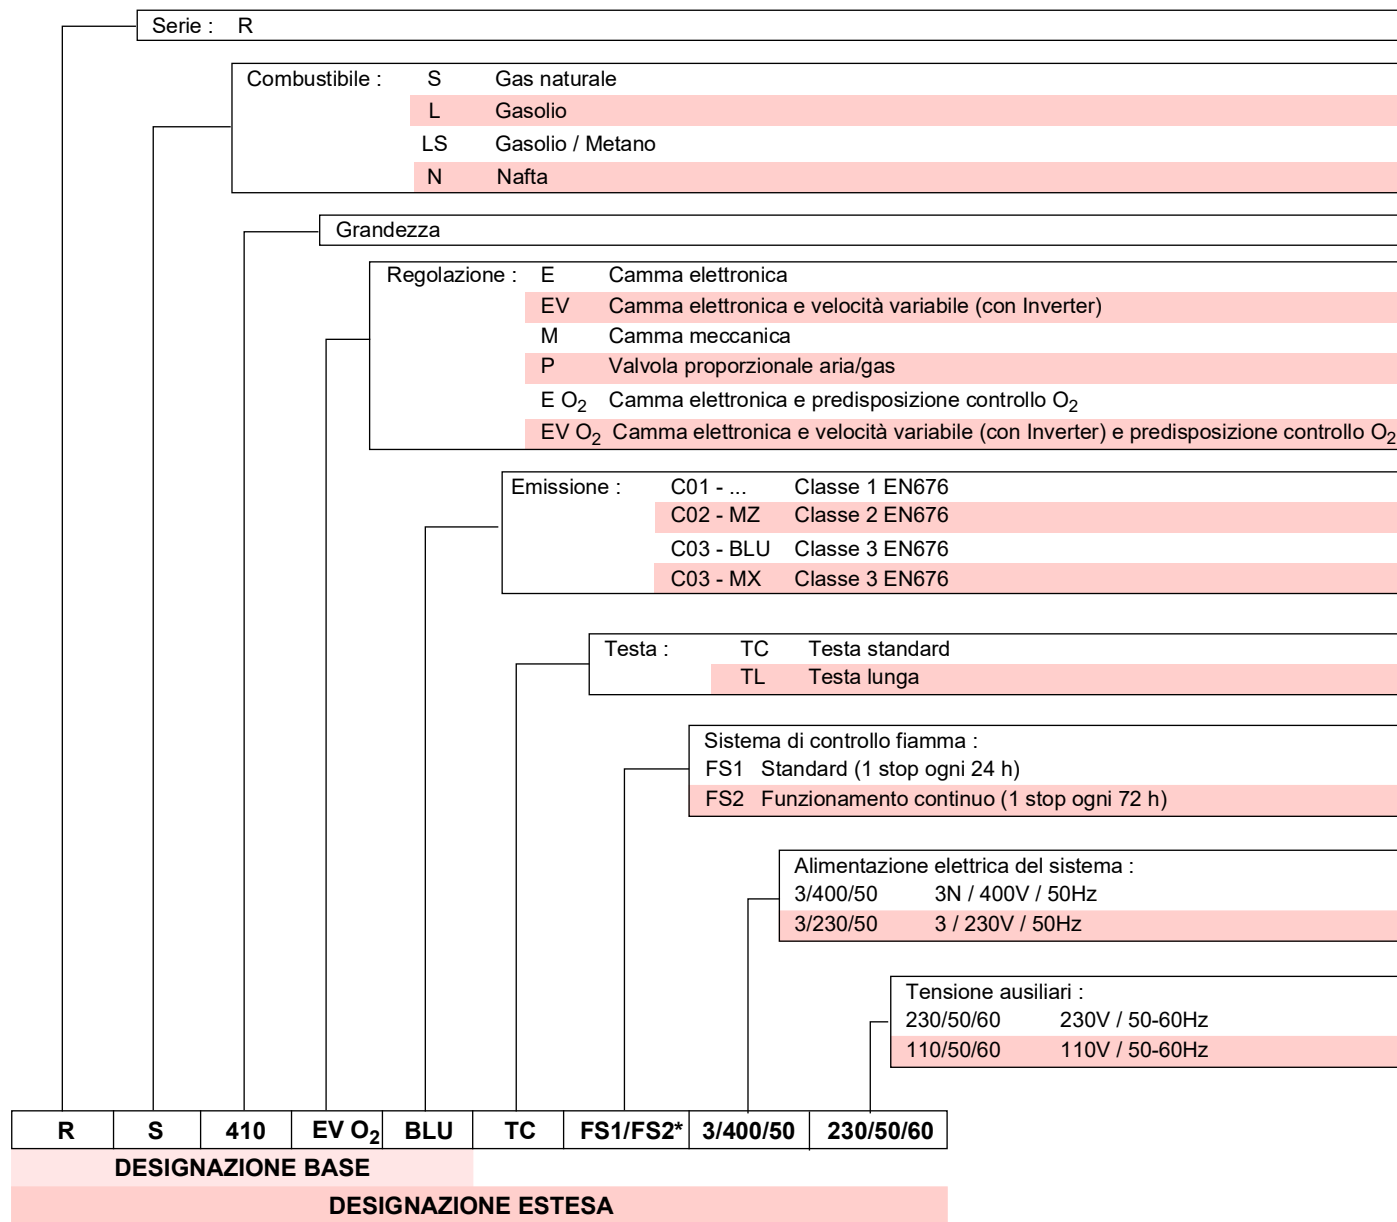 Serie : R
Combustibile : S Gas naturale
L Gasolio
LS Gasolio / Metano
N Nafta
Grandezza
Regolazione : E Camma elettronica
EV Camma elettronica e velocità variabile (con Inverter)
M Camma meccanica
P Valvola proporzionale aria/gas
E O2 Camma elettronica e predisposizione controllo O2
EV O2 Camma elettronica e velocità variabile (con Inverter) e predisposizione controllo O2
Emissione : C01 - ... Classe 1 EN676
C02 - MZ Classe 2 EN676
C03 - BLU Classe 3 EN676
C03 - MX Classe 3 EN676
Testa : TC Testa standard
TL Testa lunga
Sistema di controllo fiamma :
FS1 Standard (1 stop ogni 24 h)
FS2 Funzionamento continuo (1 stop ogni 72 h)
Alimentazione elettrica del sistema :
3/400/50 3N / 400V / 50Hz
3/230/50 3 / 230V / 50Hz
Tensione ausiliari :
230/50/60 230V / 50-60Hz
110/50/60 110V / 50-60Hz
R S 410 EV O2 BLU TC FS1/FS2* 3/400/50 230/50/60
DESIGNAZIONE BASE
DESIGNAZIONE ESTESA